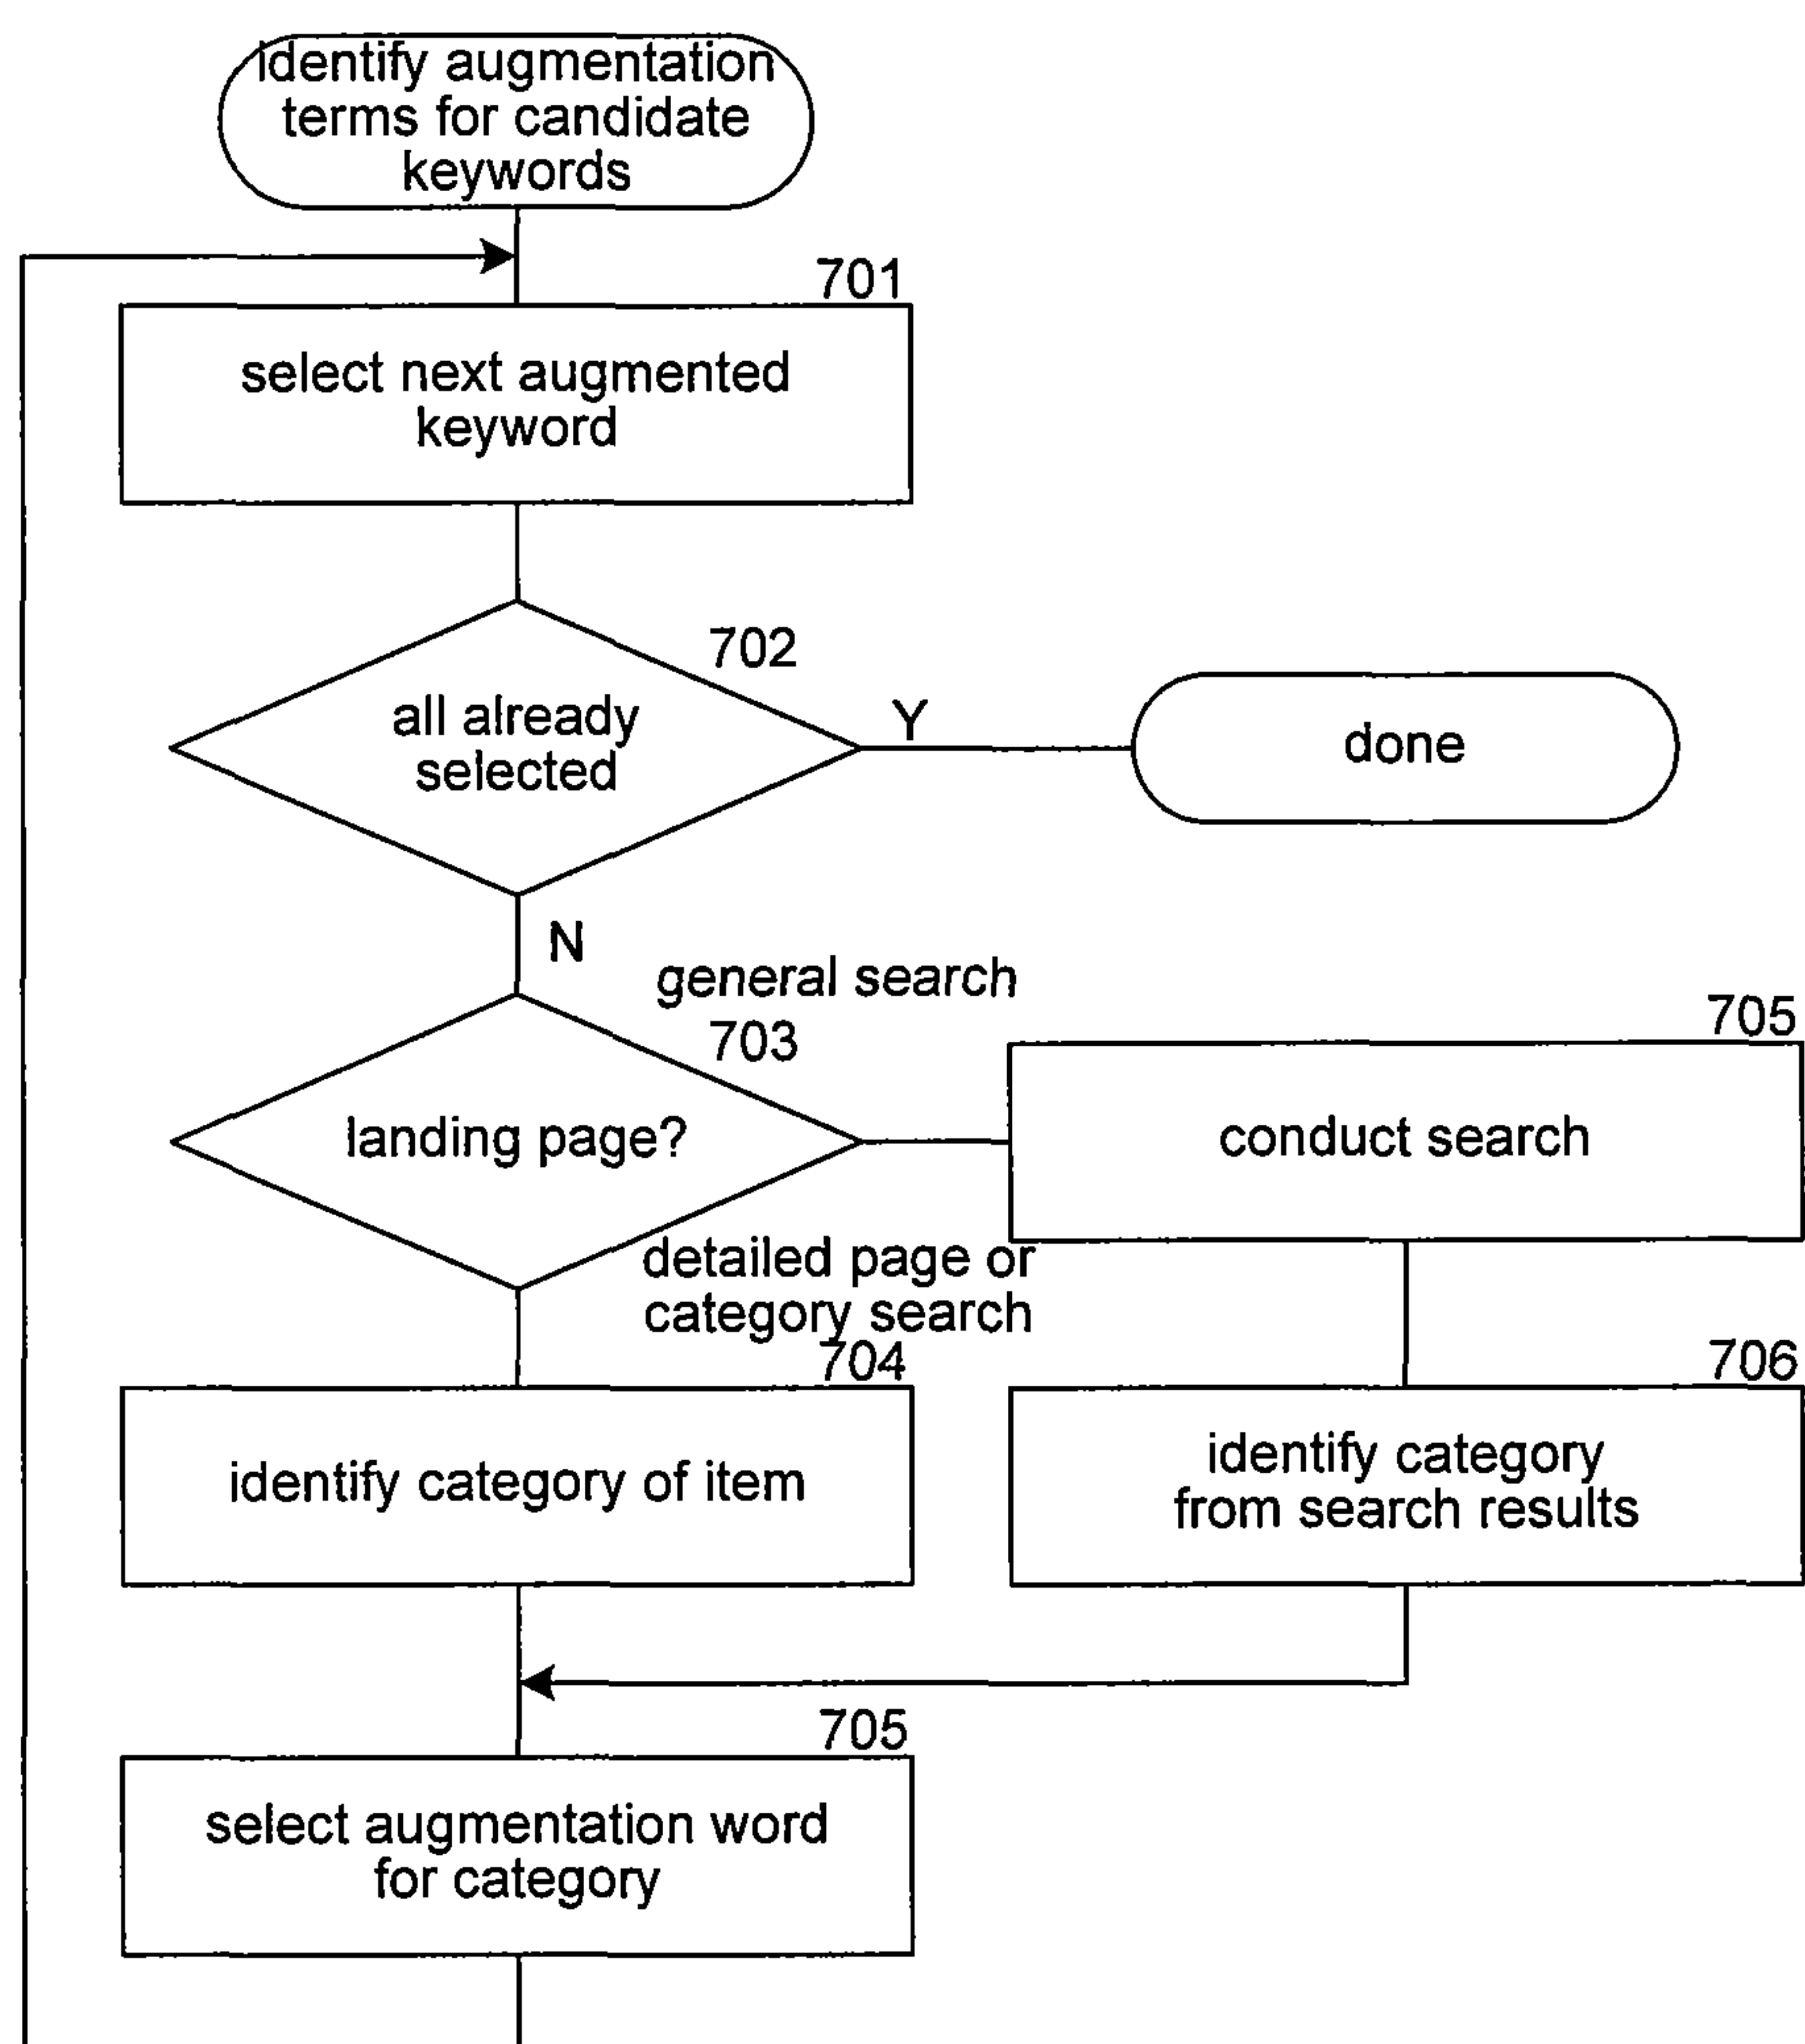 identify augmentation
terms for candidate
keywords
701
select next augmented
keyword
702
all already
selected
Y
done
N
general search
703
landing page?
705
conduct search
detailed page or
category search
704
identify category of item
706
identify category
from search results
705
select augmentation word
for category